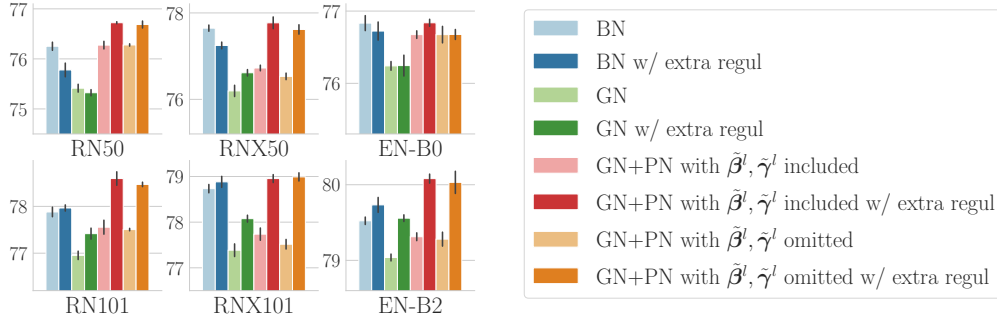 77
76
75
RN50
78
76
RNX50
77
76
EN-B0
78
77
RN101
79
78
77
RNX101
80
79
EN-B2
BN
BN w/ extra regul
GN
GN w/ extra regul
GN+PN with β̃ˡ, γ̃ˡ included
GN+PN with β̃ˡ, γ̃ˡ included w/ extra regul
GN+PN with β̃ˡ, γ̃ˡ omitted
GN+PN with β̃ˡ, γ̃ˡ omitted w/ extra regul